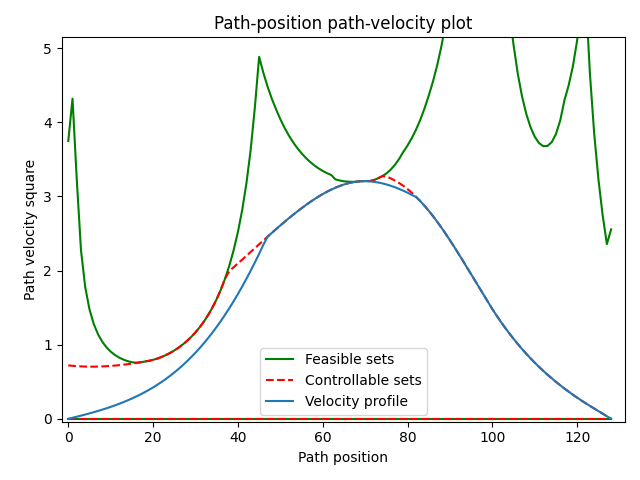 Path-position path-velocity plot
Path velocity square
5
4
3
2
1
0
0 20 40 60 80 100 120
Path position
Feasible sets
Controllable sets
Velocity profile